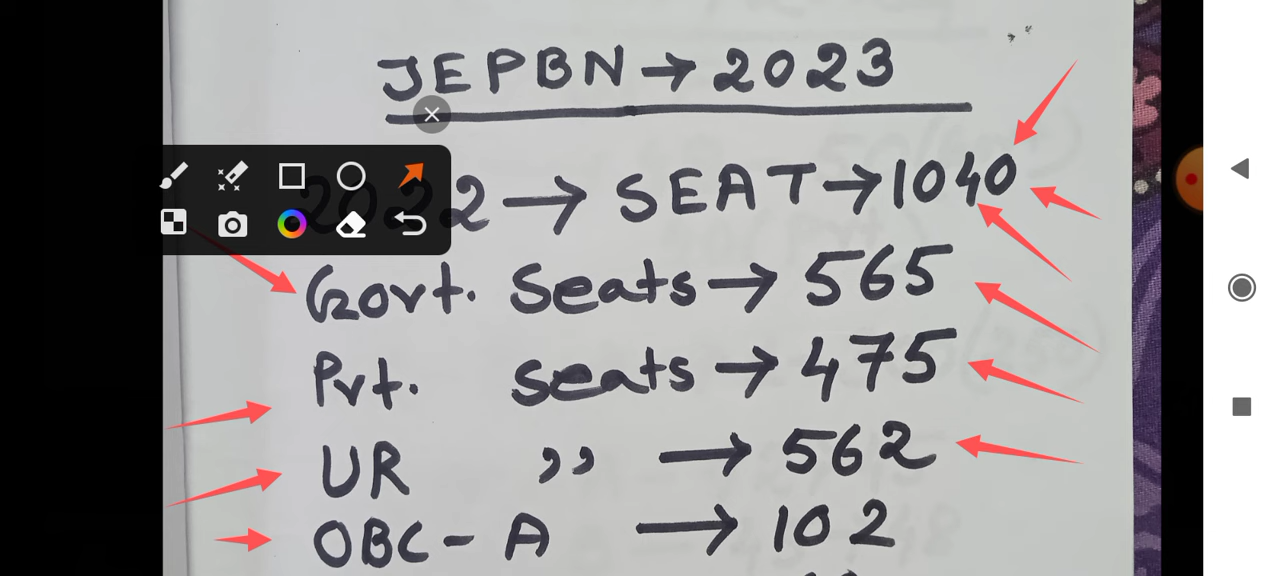 JEPBN → 2023
2022 → SEAT → 1040
Govt. Seats → 565
Pvt. Seats → 475
UR ,, → 562
OBC - A → 102